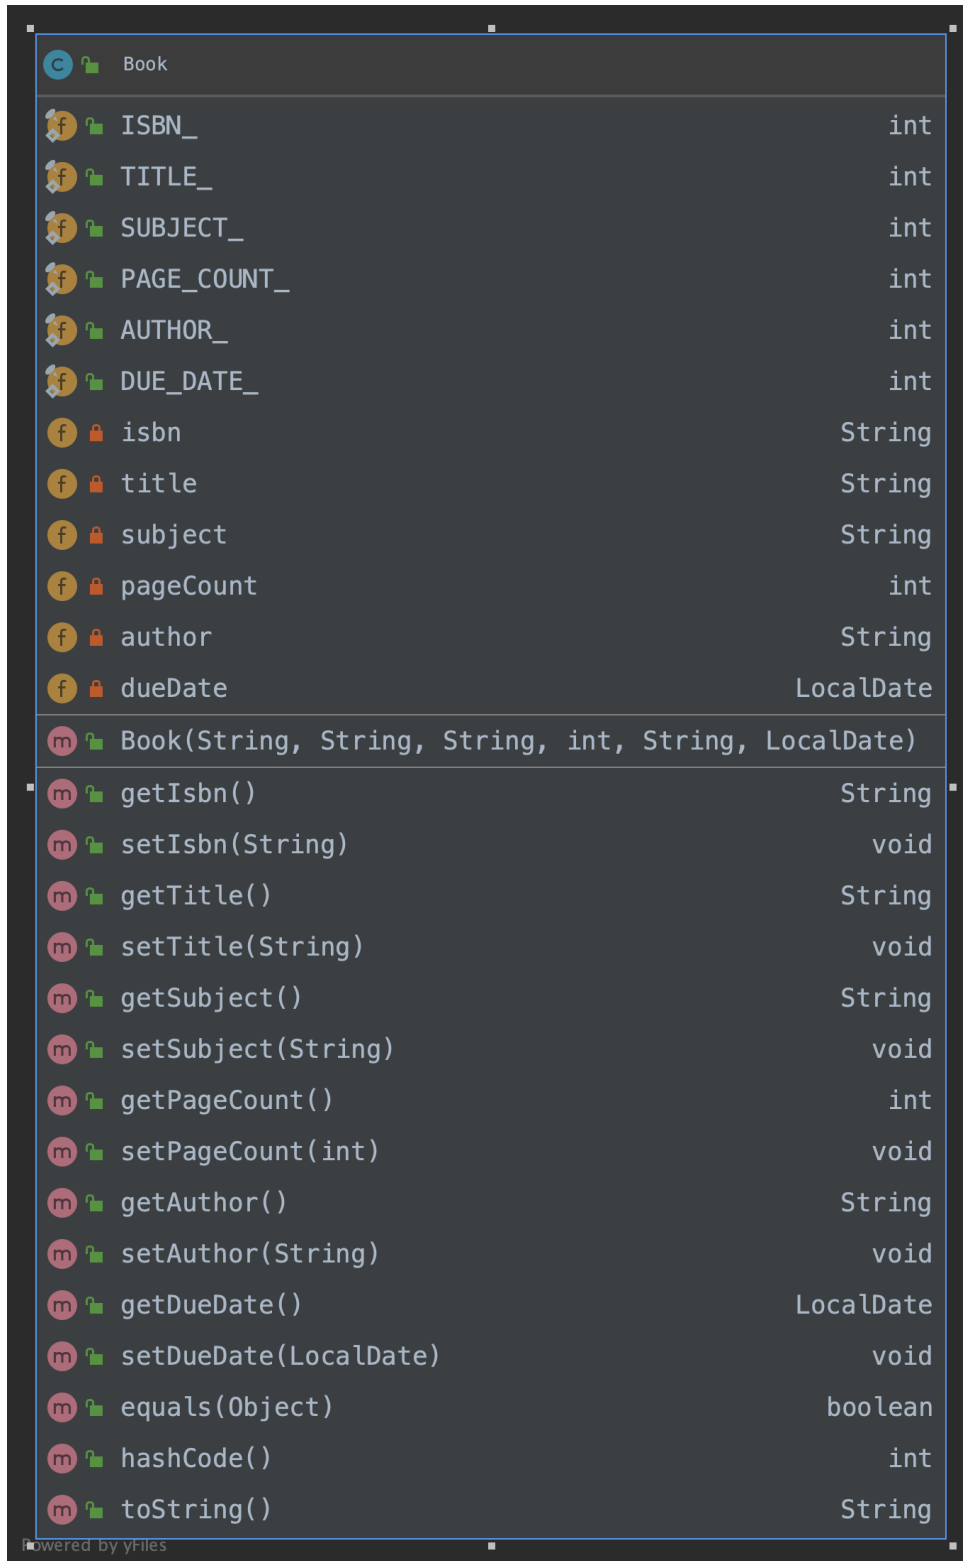 Book
ISBN_ int
TITLE_ int
SUBJECT_ int
PAGE_COUNT_ int
AUTHOR_ int
DUE_DATE_ int
isbn String
title String
subject String
pageCount int
author String
dueDate LocalDate
Book(String, String, String, int, String, LocalDate)
getIsbn() String
setIsbn(String) void
getTitle() String
setTitle(String) void
getSubject() String
setSubject(String) void
getPageCount() int
setPageCount(int) void
getAuthor() String
setAuthor(String) void
getDueDate() LocalDate
setDueDate(LocalDate) void
equals(Object) boolean
hashCode() int
toString() String
Powered by yFiles